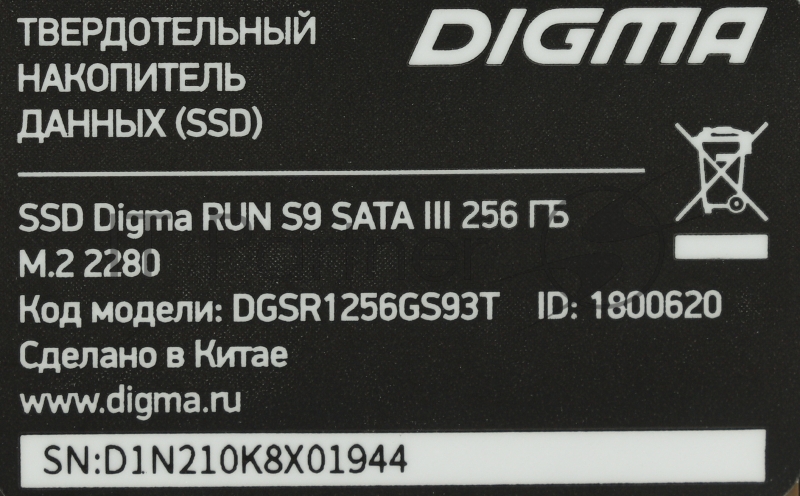 ТВЕРДОТЕЛЬНЫЙ
НАКОПИТЕЛЬ
ДАННЫХ (SSD)
DIGMA
SSD Digma RUN S9 SATA III 256 ГБ
M.2 2280
Код модели: DGSR1256GS93T ID: 1800620
Сделано в Китае
www.digma.ru
SN:D1N210K8X01944